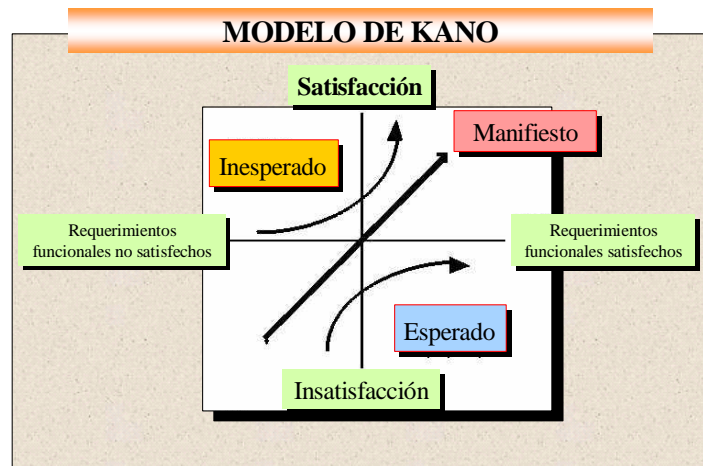 MODELO DE KANO
Satisfacción
Manifiesto
Inesperado
Requerimientos
funcionales no satisfechos
Requerimientos
funcionales satisfechos
Esperado
Insatisfacción